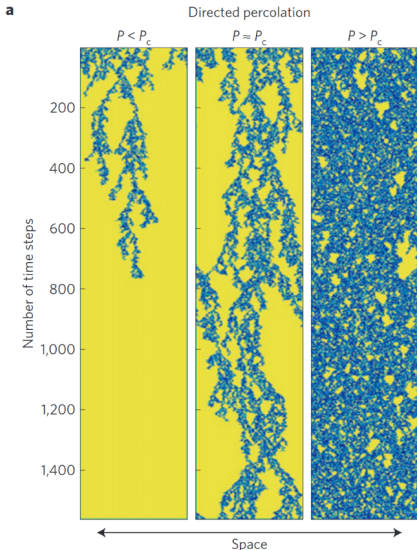 a
Directed percolation
P < Pc
P ≈ Pc
P > Pc
200
400
600
800
1,000
1,200
1,400
Number of time steps
Space